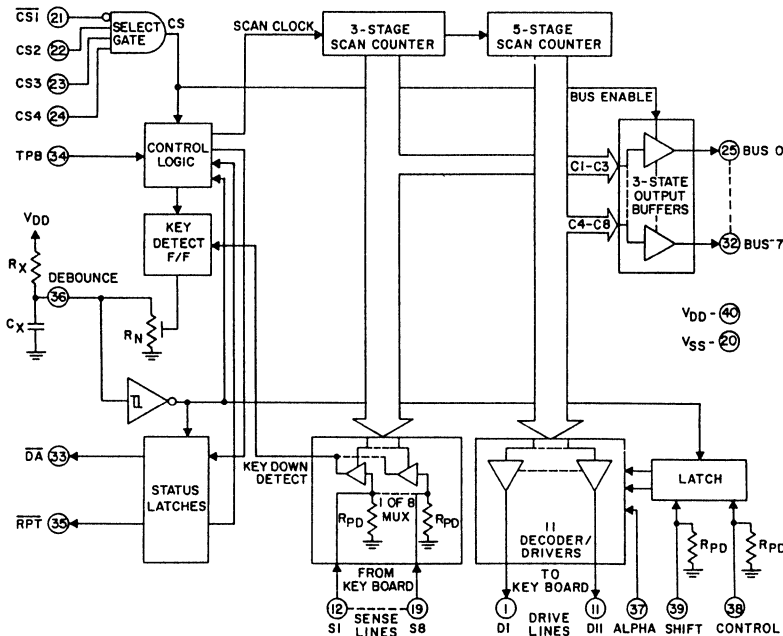 CS1 21
CS2 22
CS3 23
CS4 24
SELECT
GATE
CS
SCAN CLOCK
3-STAGE
SCAN COUNTER
5-STAGE
SCAN COUNTER
BUS ENABLE
TPB 34
CONTROL
LOGIC
C1-C3
3-STATE
OUTPUT
BUFFERS
C4-C8
25 BUS 0
32 BUS-7
KEY
DETECT
F/F
VDD
RX
DEBOUNCE
36
CX
RN
VDD-40
VSS-20
DA 33
RPT 35
STATUS
LATCHES
KEY DOWN
DETECT
1 OF 8
MUX
RPD
RPD
11
DECODER/
DRIVERS
LATCH
RPD
RPD
FROM
KEY BOARD
TO
KEY BOARD
12
S1
SENSE
LINES
19
S8
1
D1
DRIVE
LINES
11
D11
37
ALPHA
39
SHIFT
38
CONTROL